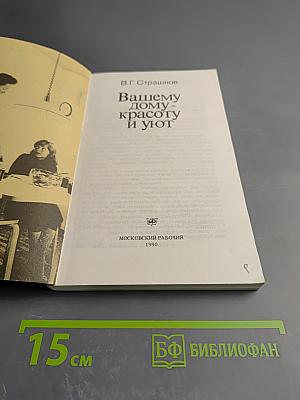 В.Г. Страшнов
Вашему
дому -
красоту
и уют
МОСКОВСКИЙ РАБОЧИЙ
1990
15 см
БФ БИБЛИОФАН